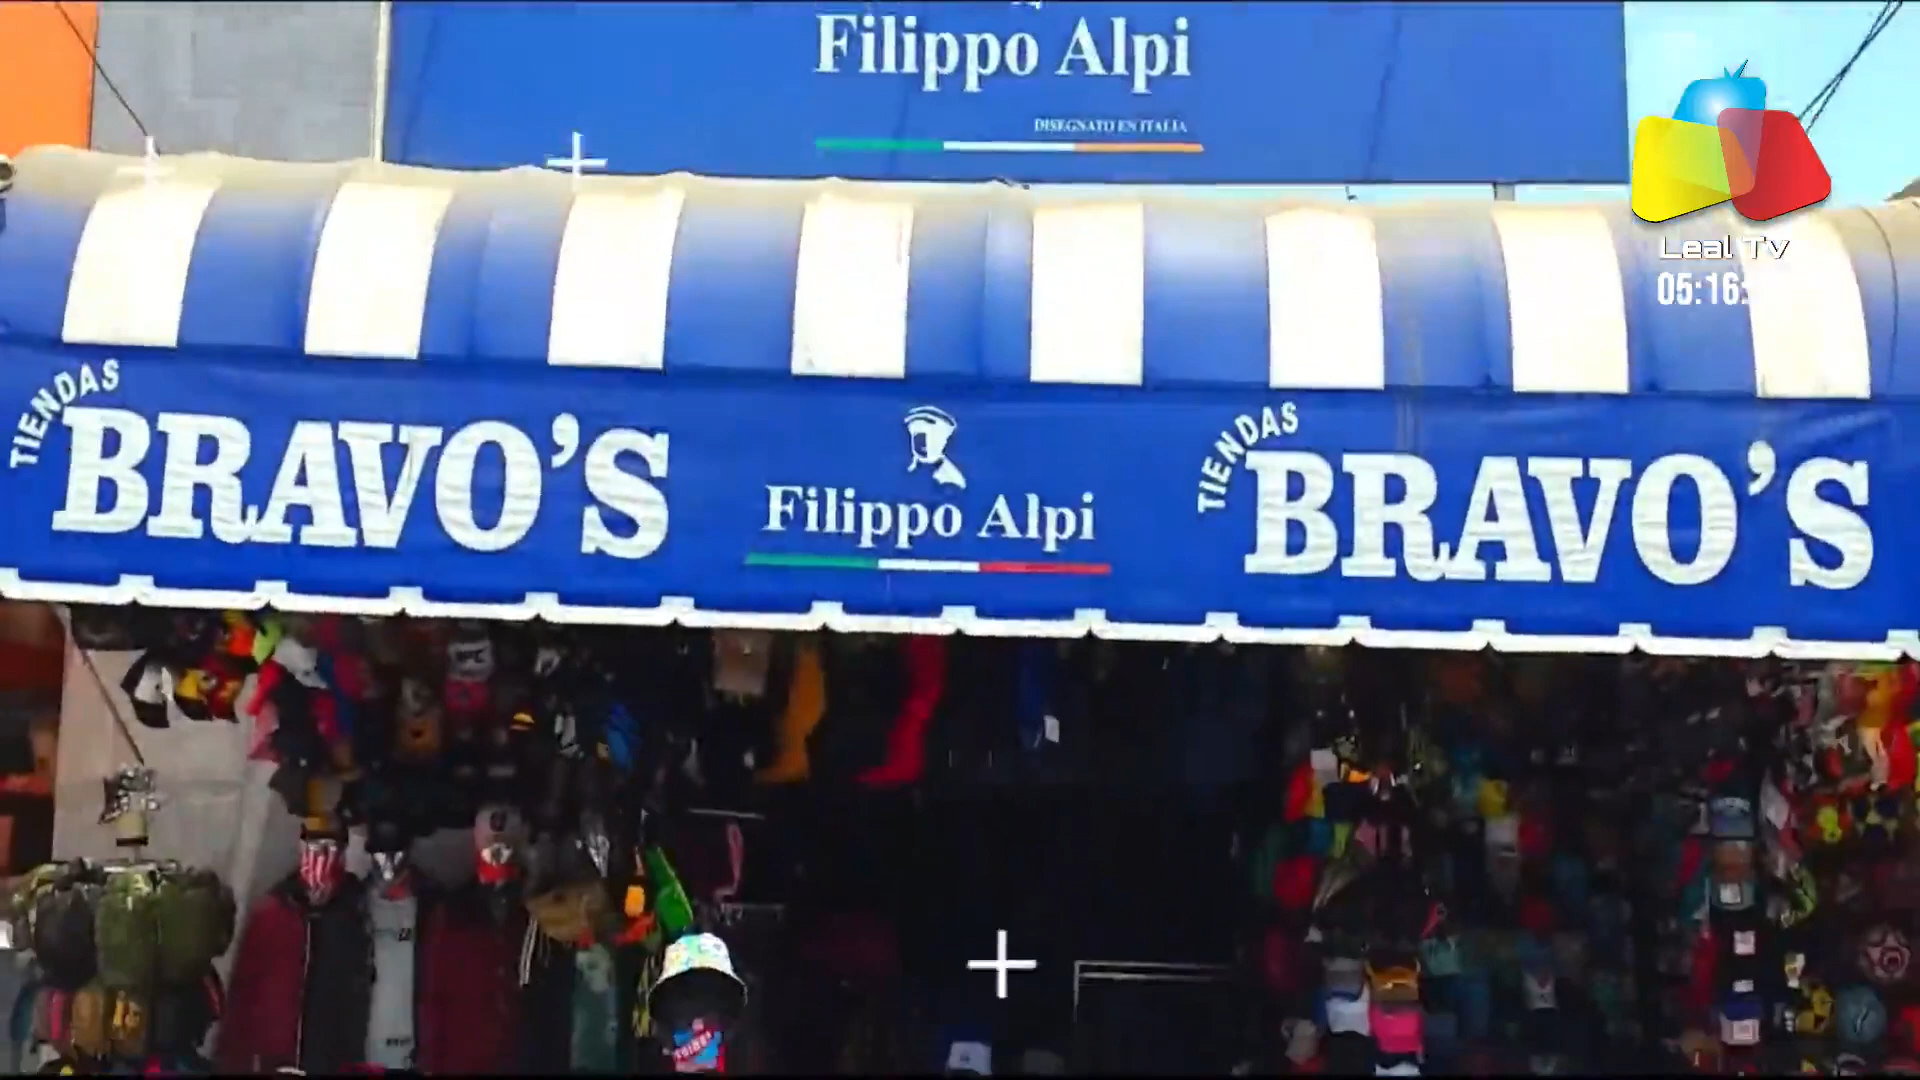 Filippo Alpi
DISEGNATO EN ITALIA
Leal Tv
05:16:
TIENDAS
BRAVO'S
Filippo Alpi
TIENDAS
BRAVO'S